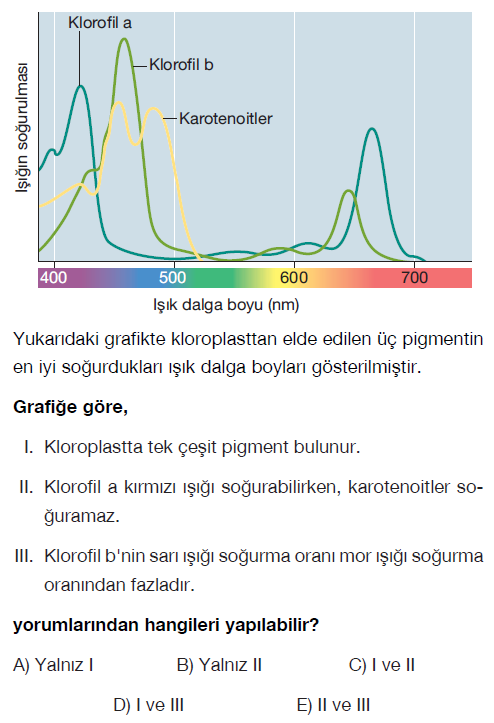 Klorofil a
Klorofil b
Karotenoitler
Işığın soğurulması
400 500 600 700
Işık dalga boyu (nm)
Yukarıdaki grafikte kloroplasttan elde edilen üç pigmentin
en iyi soğurdukları ışık dalga boyları gösterilmiştir.
Grafiğe göre,
I. Kloroplastta tek çeşit pigment bulunur.
II. Klorofil a kırmızı ışığı soğurabilirken, karotenoitler so-
ğuramaz.
III. Klorofil b'nin sarı ışığı soğurma oranı mor ışığı soğurma
oranından fazladır.
yorumlarından hangileri yapılabilir?
A) Yalnız I B) Yalnız II C) I ve II
D) I ve III E) II ve III